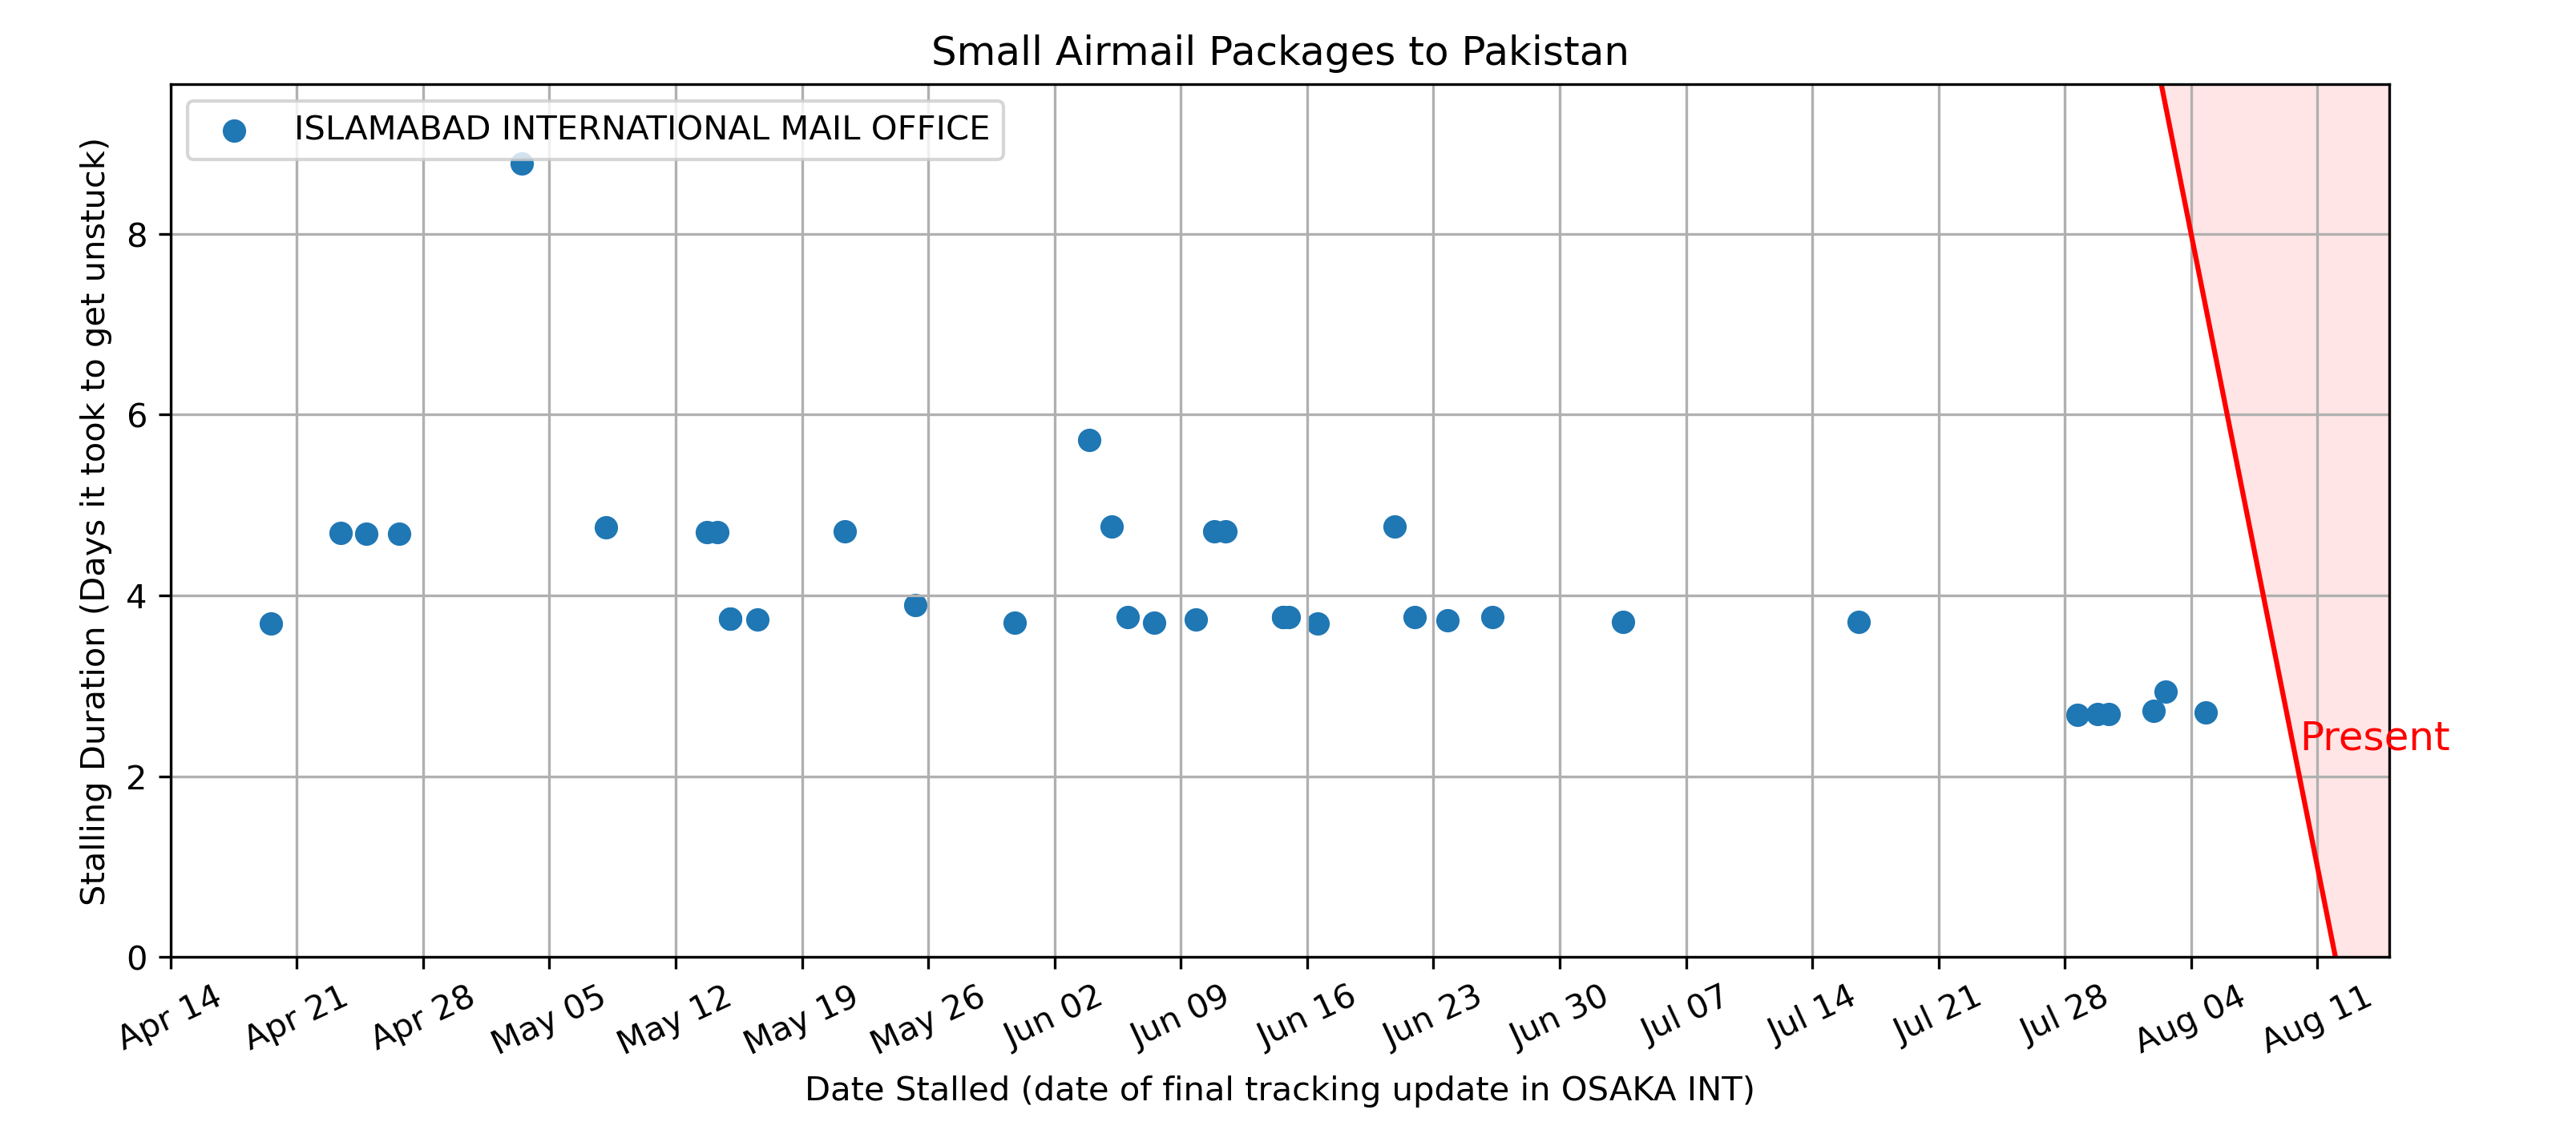 Small Airmail Packages to Pakistan
ISLAMABAD INTERNATIONAL MAIL OFFICE
Stalling Duration (Days it took to get unstuck)
8
6
4
2
0
Present
Apr 14
Apr 21
Apr 28
May 05
May 12
May 19
May 26
Jun 02
Jun 09
Jun 16
Jun 23
Jun 30
Jul 07
Jul 14
Jul 21
Jul 28
Aug 04
Aug 11
Date Stalled (date of final tracking update in OSAKA INT)